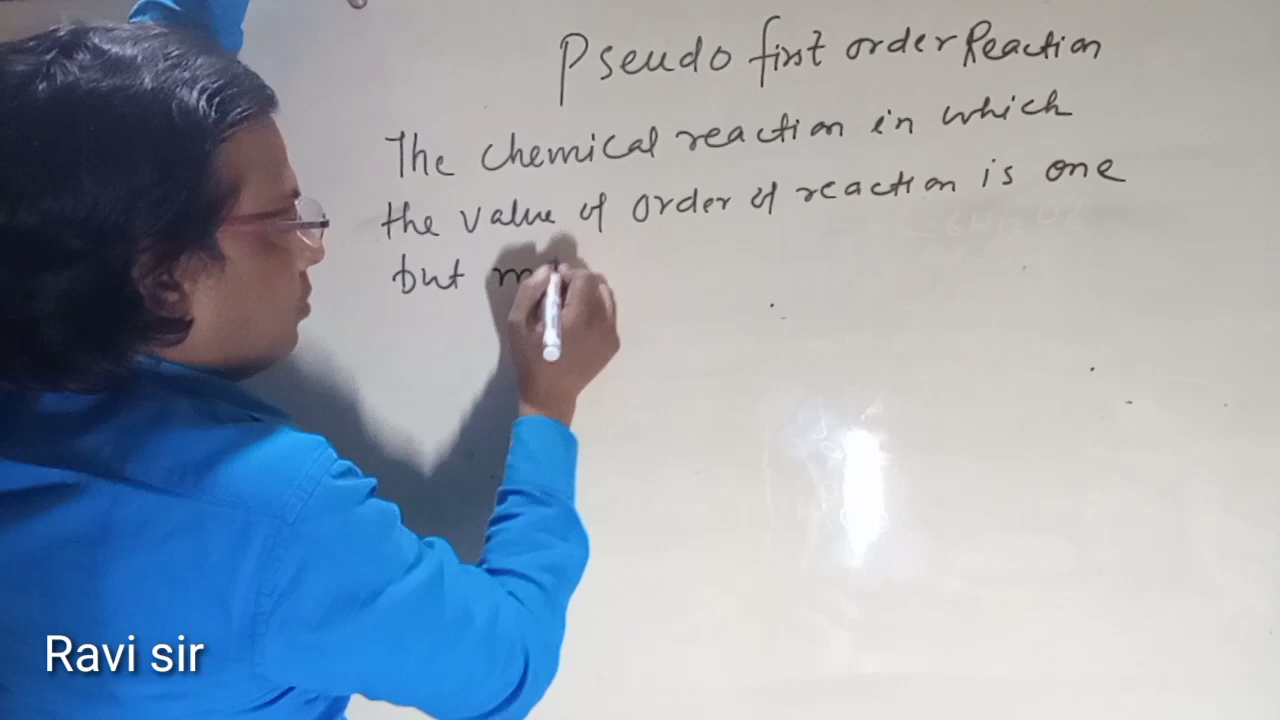 Pseudo first order Reaction
The chemical reaction in which
the value of order of reaction is one
but
Ravi sir